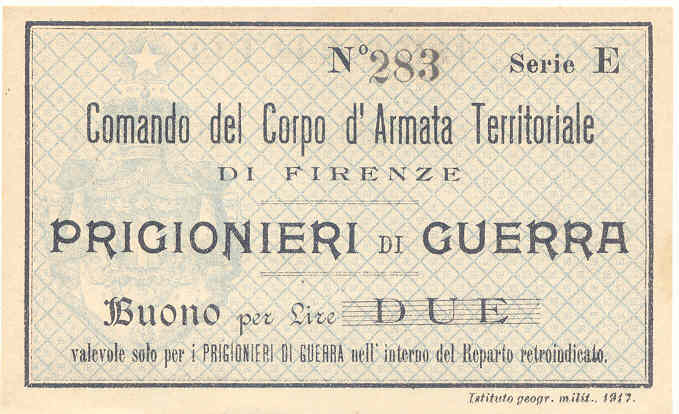 Nº 283 Serie E
Comando del Corpo d'Armata Territoriale
DI FIRENZE
PRIGIONIERI DI GUERRA
Buono per Lire DUE
valevole solo per i PRIGIONIERI DI GUERRA nell' interno del Reparto retroindicato.
Istituto geogr. milit., 1917.